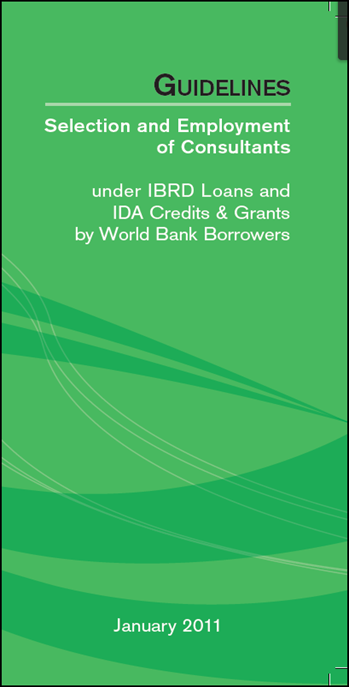 GUIDELINES
Selection and Employment
of Consultants
under IBRD Loans and
IDA Credits & Grants
by World Bank Borrowers
January 2011